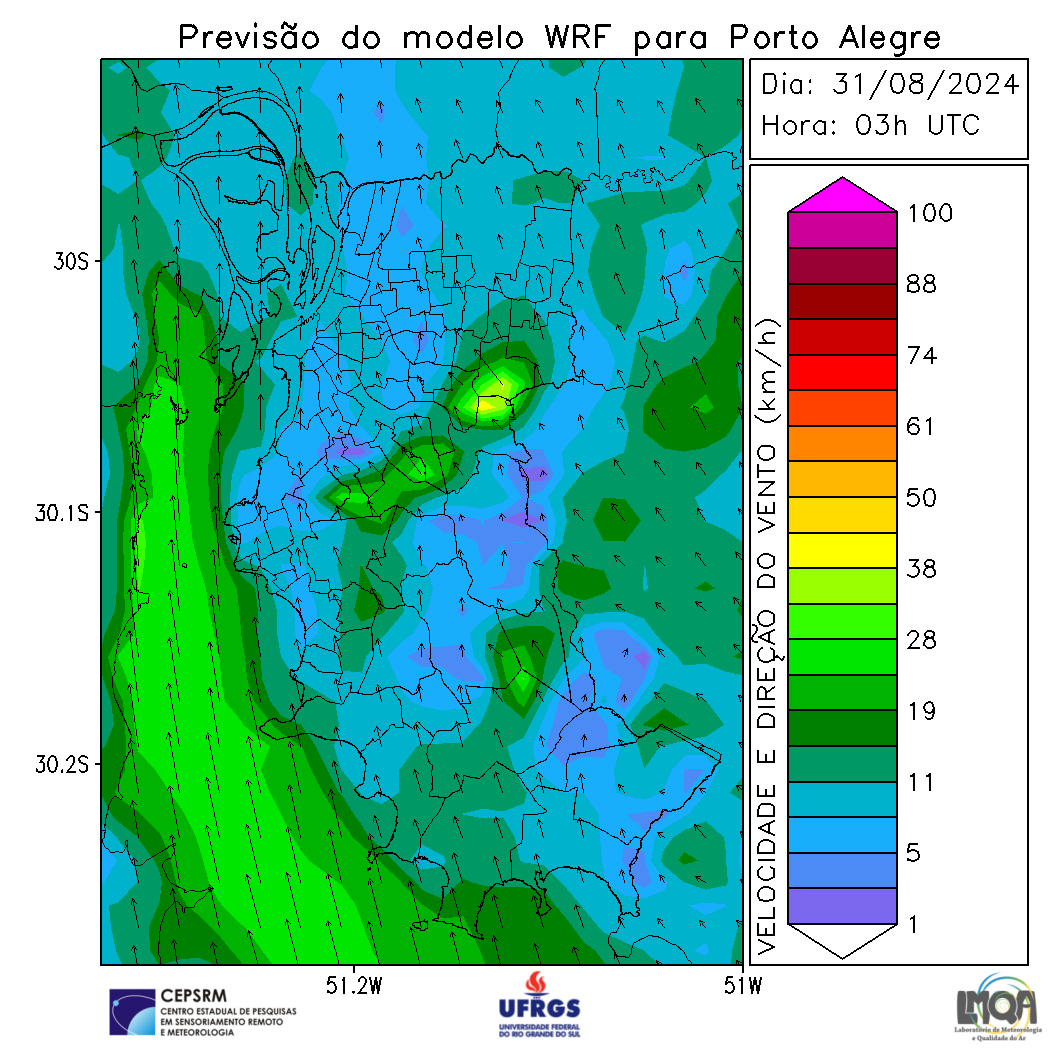 Previsão do modelo WRF para Porto Alegre
Dia: 31/08/2024
Hora: 03h UTC
30S
30.1S
30.2S
51.2W
51W
VELOCIDADE E DIREÇÃO DO VENTO (km/h)
100
88
74
61
50
38
28
19
11
5
1
CEPSRM
CENTRO ESTADUAL DE PESQUISAS
EM SENSORIAMENTO REMOTO
E METEOROLOGIA
UFRGS
UNIVERSIDADE FEDERAL
DO RIO GRANDE DO SUL
LMQA
Laboratório de Meteorologia
e Qualidade do Ar